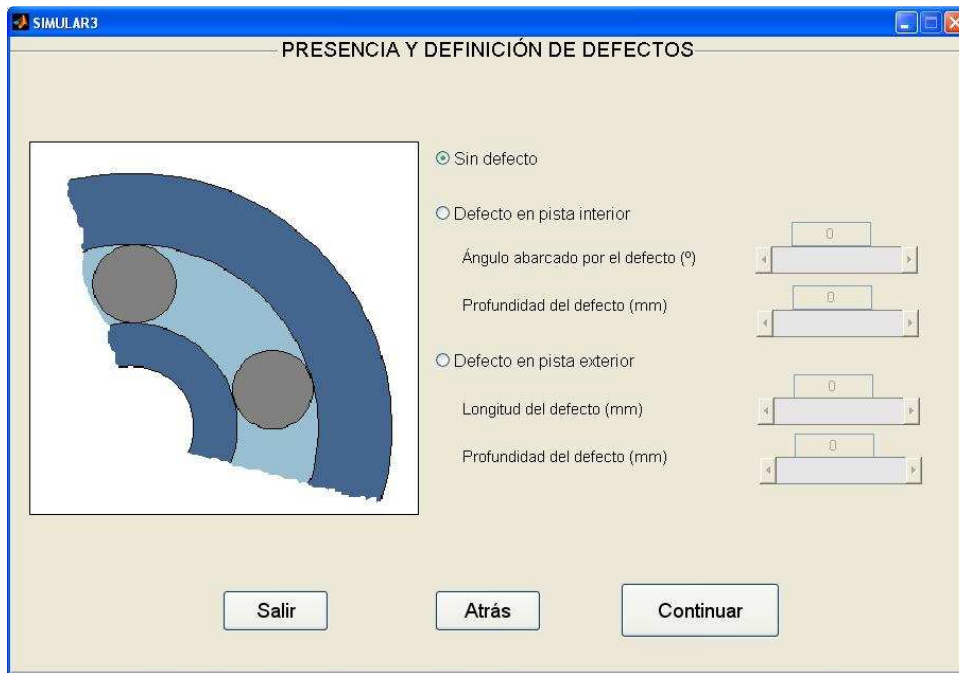 SIMULAR3
PRESENCIA Y DEFINICIÓN DE DEFECTOS
Sin defecto
Defecto en pista interior
0
Ángulo abarcado por el defecto (º)
0
Profundidad del defecto (mm)
Defecto en pista exterior
0
Longitud del defecto (mm)
0
Profundidad del defecto (mm)
Salir Atrás Continuar